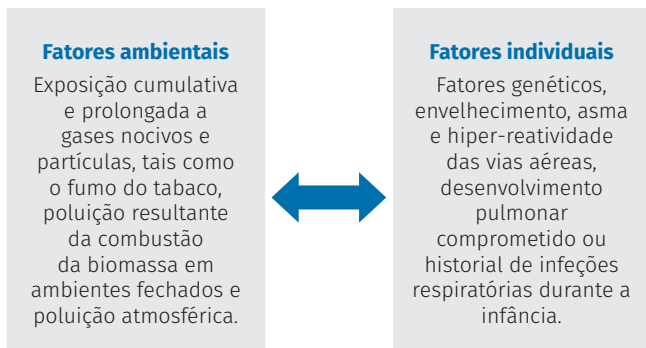 Fatores ambientais
Exposição cumulativa
e prolongada a
gases nocivos e
partículas, tais como
o fumo do tabaco,
poluição resultante
da combustão
da biomassa em
ambientes fechados e
poluição atmosférica.
Fatores individuais
Fatores genéticos,
envelhecimento, asma
e hiper-reatividade
das vias aéreas,
desenvolvimento
pulmonar
comprometido ou
historial de infeções
respiratórias durante a
infância.